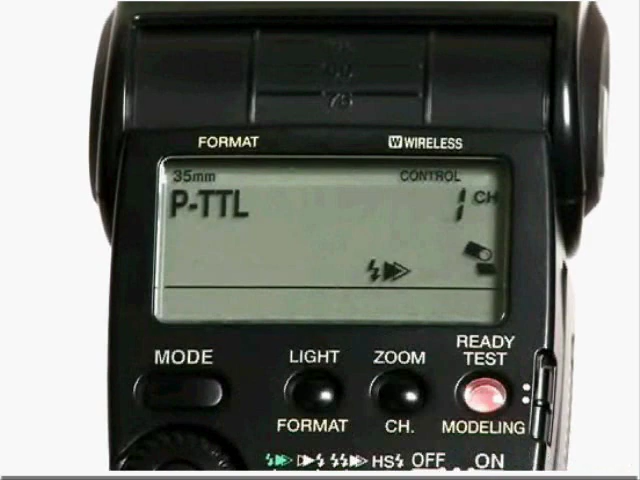 FORMAT
W WIRELESS
35mm
CONTROL
P-TTL
1 CH
MODE
LIGHT
ZOOM
READY
TEST
FORMAT
CH.
MODELING
HS
OFF
ON